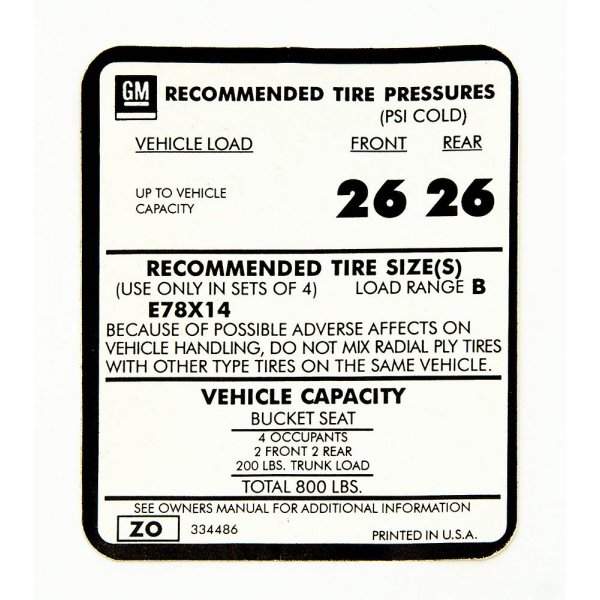 GM RECOMMENDED TIRE PRESSURES
(PSI COLD)
VEHICLE LOAD FRONT REAR
UP TO VEHICLE
CAPACITY
26 26
RECOMMENDED TIRE SIZE(S)
(USE ONLY IN SETS OF 4) LOAD RANGE B
E78X14
BECAUSE OF POSSIBLE ADVERSE AFFECTS ON
VEHICLE HANDLING, DO NOT MIX RADIAL PLY TIRES
WITH OTHER TYPE TIRES ON THE SAME VEHICLE.
VEHICLE CAPACITY
BUCKET SEAT
4 OCCUPANTS
2 FRONT 2 REAR
200 LBS. TRUNK LOAD
TOTAL 800 LBS.
SEE OWNERS MANUAL FOR ADDITIONAL INFORMATION
ZO 334486 PRINTED IN U.S.A.